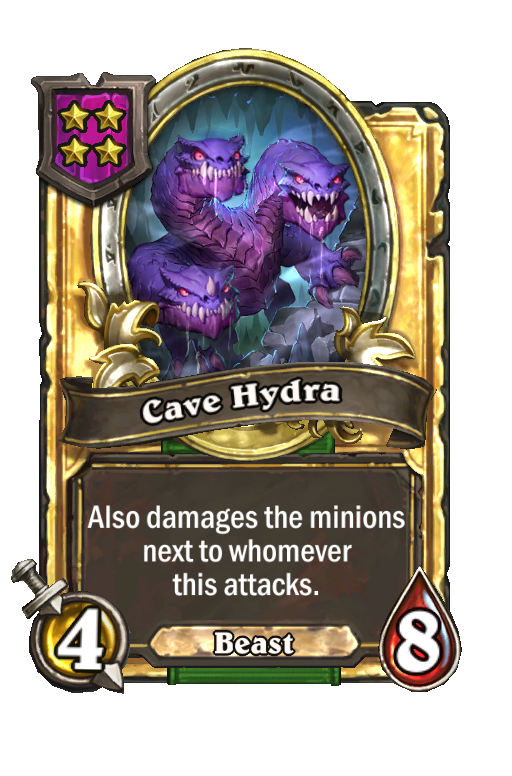 Cave Hydra
Also damages the minions
next to whomever
this attacks.
4
Beast
8